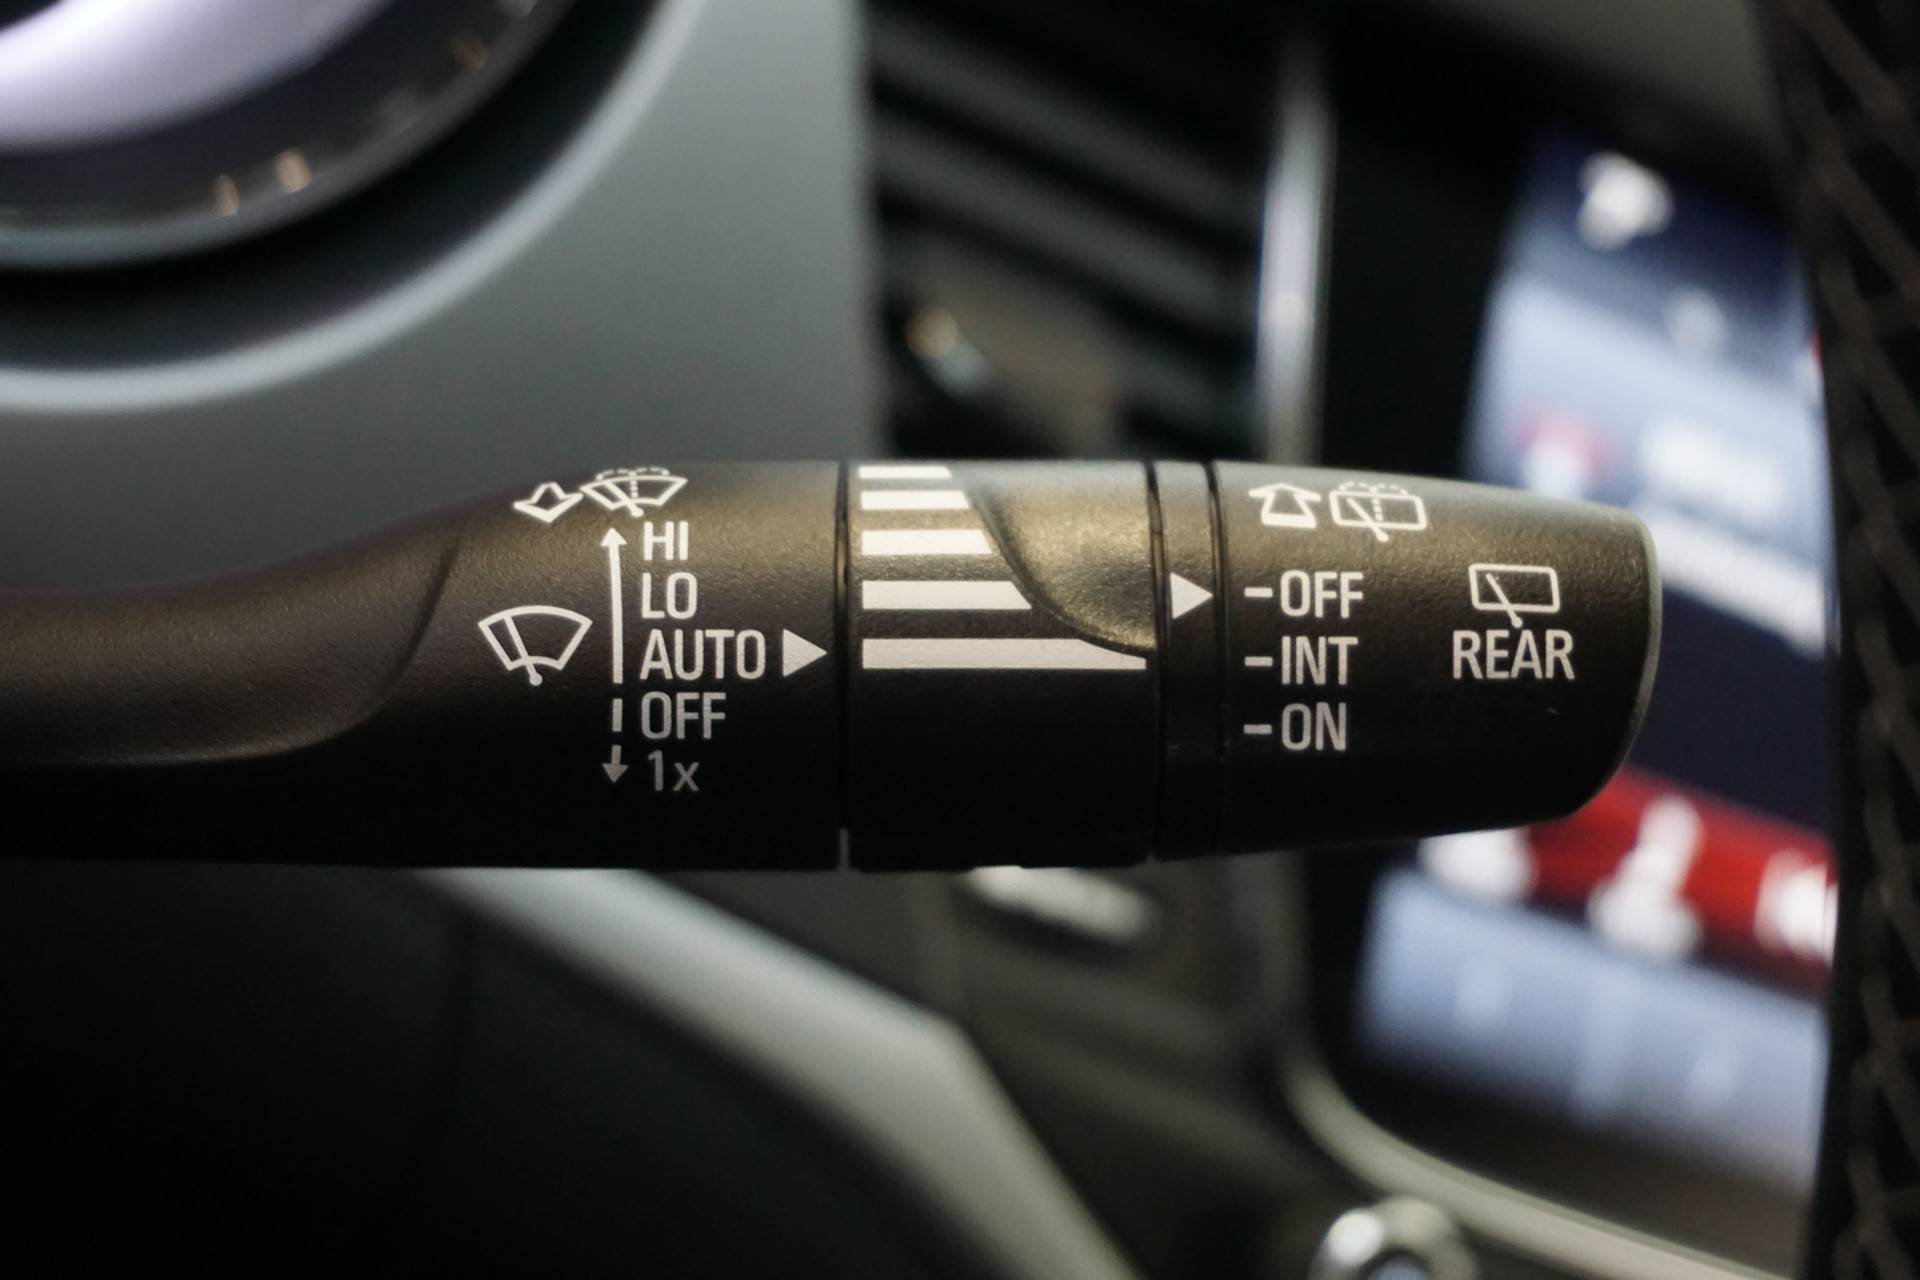 HI
LO
AUTO
OFF
1x
-OFF
-INT
-ON
REAR